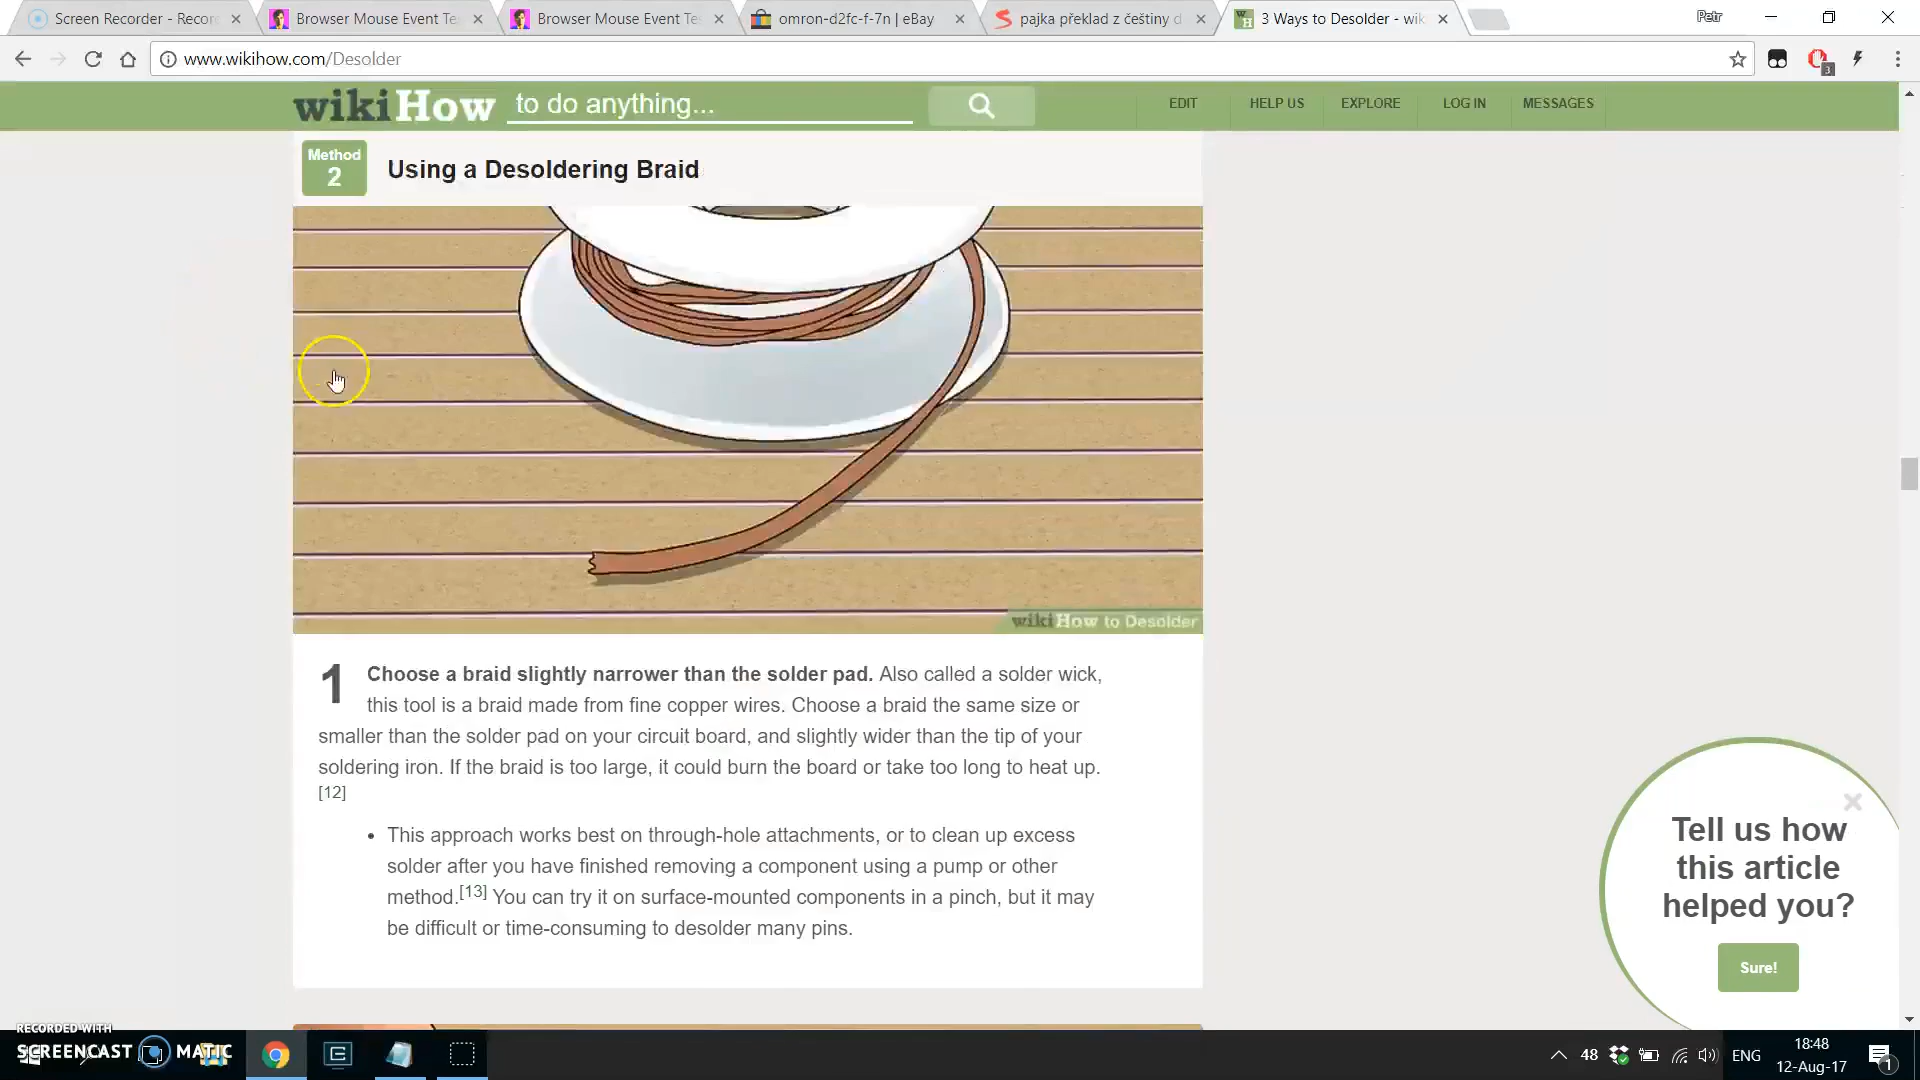 Screen Recorder - Recor
Browser Mouse Event Te
Browser Mouse Event Tes
omron-d2fc-f-7n | eBay
pajka překlad z češtiny d
3 Ways to Desolder - wik
Petr
www.wikihow.com/Desolder
3
wikiHow to do anything...
EDIT
HELP US
EXPLORE
LOG IN
MESSAGES
Method
2
Using a Desoldering Braid
wikiHow to Desolder
1 Choose a braid slightly narrower than the solder pad. Also called a solder wick,
this tool is a braid made from fine copper wires. Choose a braid the same size or
smaller than the solder pad on your circuit board, and slightly wider than the tip of your
soldering iron. If the braid is too large, it could burn the board or take too long to heat up.
[12]
• This approach works best on through-hole attachments, or to clean up excess
solder after you have finished removing a component using a pump or other
method.[13] You can try it on surface-mounted components in a pinch, but it may
be difficult or time-consuming to desolder many pins.
Tell us how
this article
helped you?
Sure!
RECORDED WITH
SCREENCAST MATIC
48
ENG
18:48
12-Aug-17
1